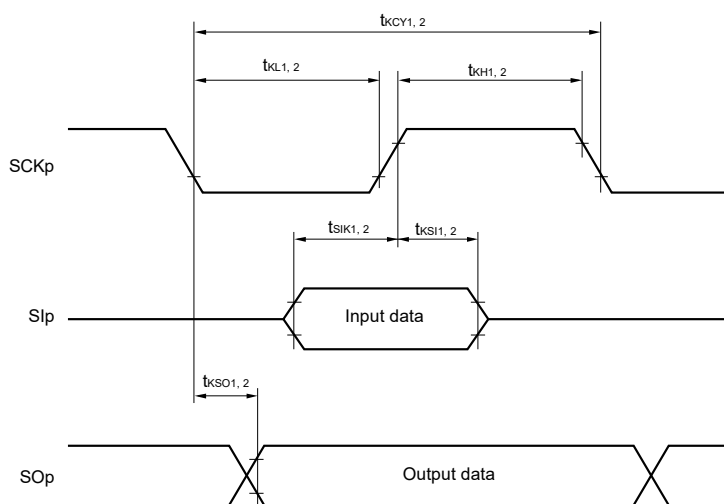 tKCY1, 2
tKL1, 2
tKH1, 2
SCKp
tSIK1, 2
tKSI1, 2
SIp
Input data
tKSO1, 2
SOp
Output data